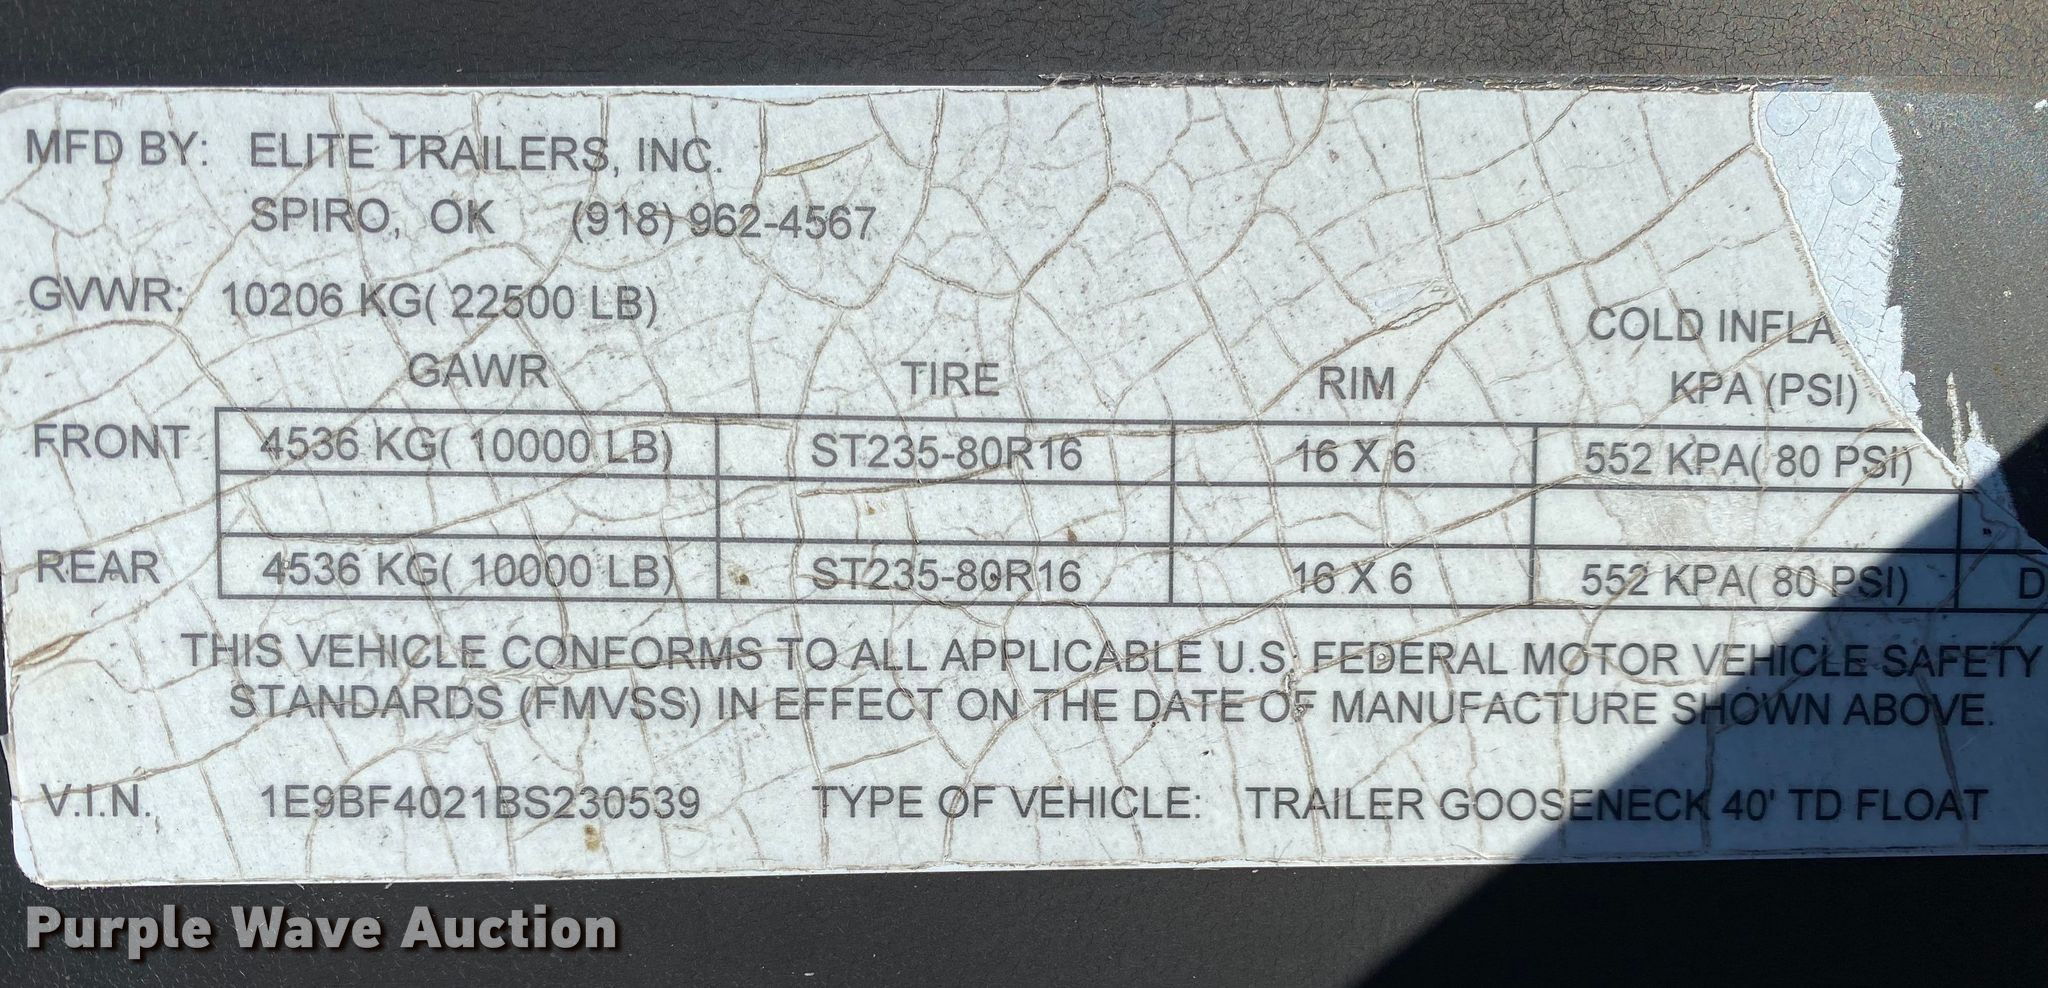 MFD BY: ELITE TRAILERS, INC.
SPIRO, OK (918) 962-4567
GVWR: 10206 KG( 22500 LB)
COLD INFLA
GAWR TIRE RIM KPA (PSI)
FRONT 4536 KG( 10000 LB) ST235-80R16 16 X 6 552 KPA( 80 PSI)
REAR 4536 KG( 10000 LB) ST235-80R16 16 X 6 552 KPA( 80 PSI) D
THIS VEHICLE CONFORMS TO ALL APPLICABLE U.S. FEDERAL MOTOR VEHICLE SAFETY
STANDARDS (FMVSS) IN EFFECT ON THE DATE OF MANUFACTURE SHOWN ABOVE.
V.I.N. 1E9BF4021BS230539 TYPE OF VEHICLE: TRAILER GOOSENECK 40' TD FLOAT
Purple Wave Auction